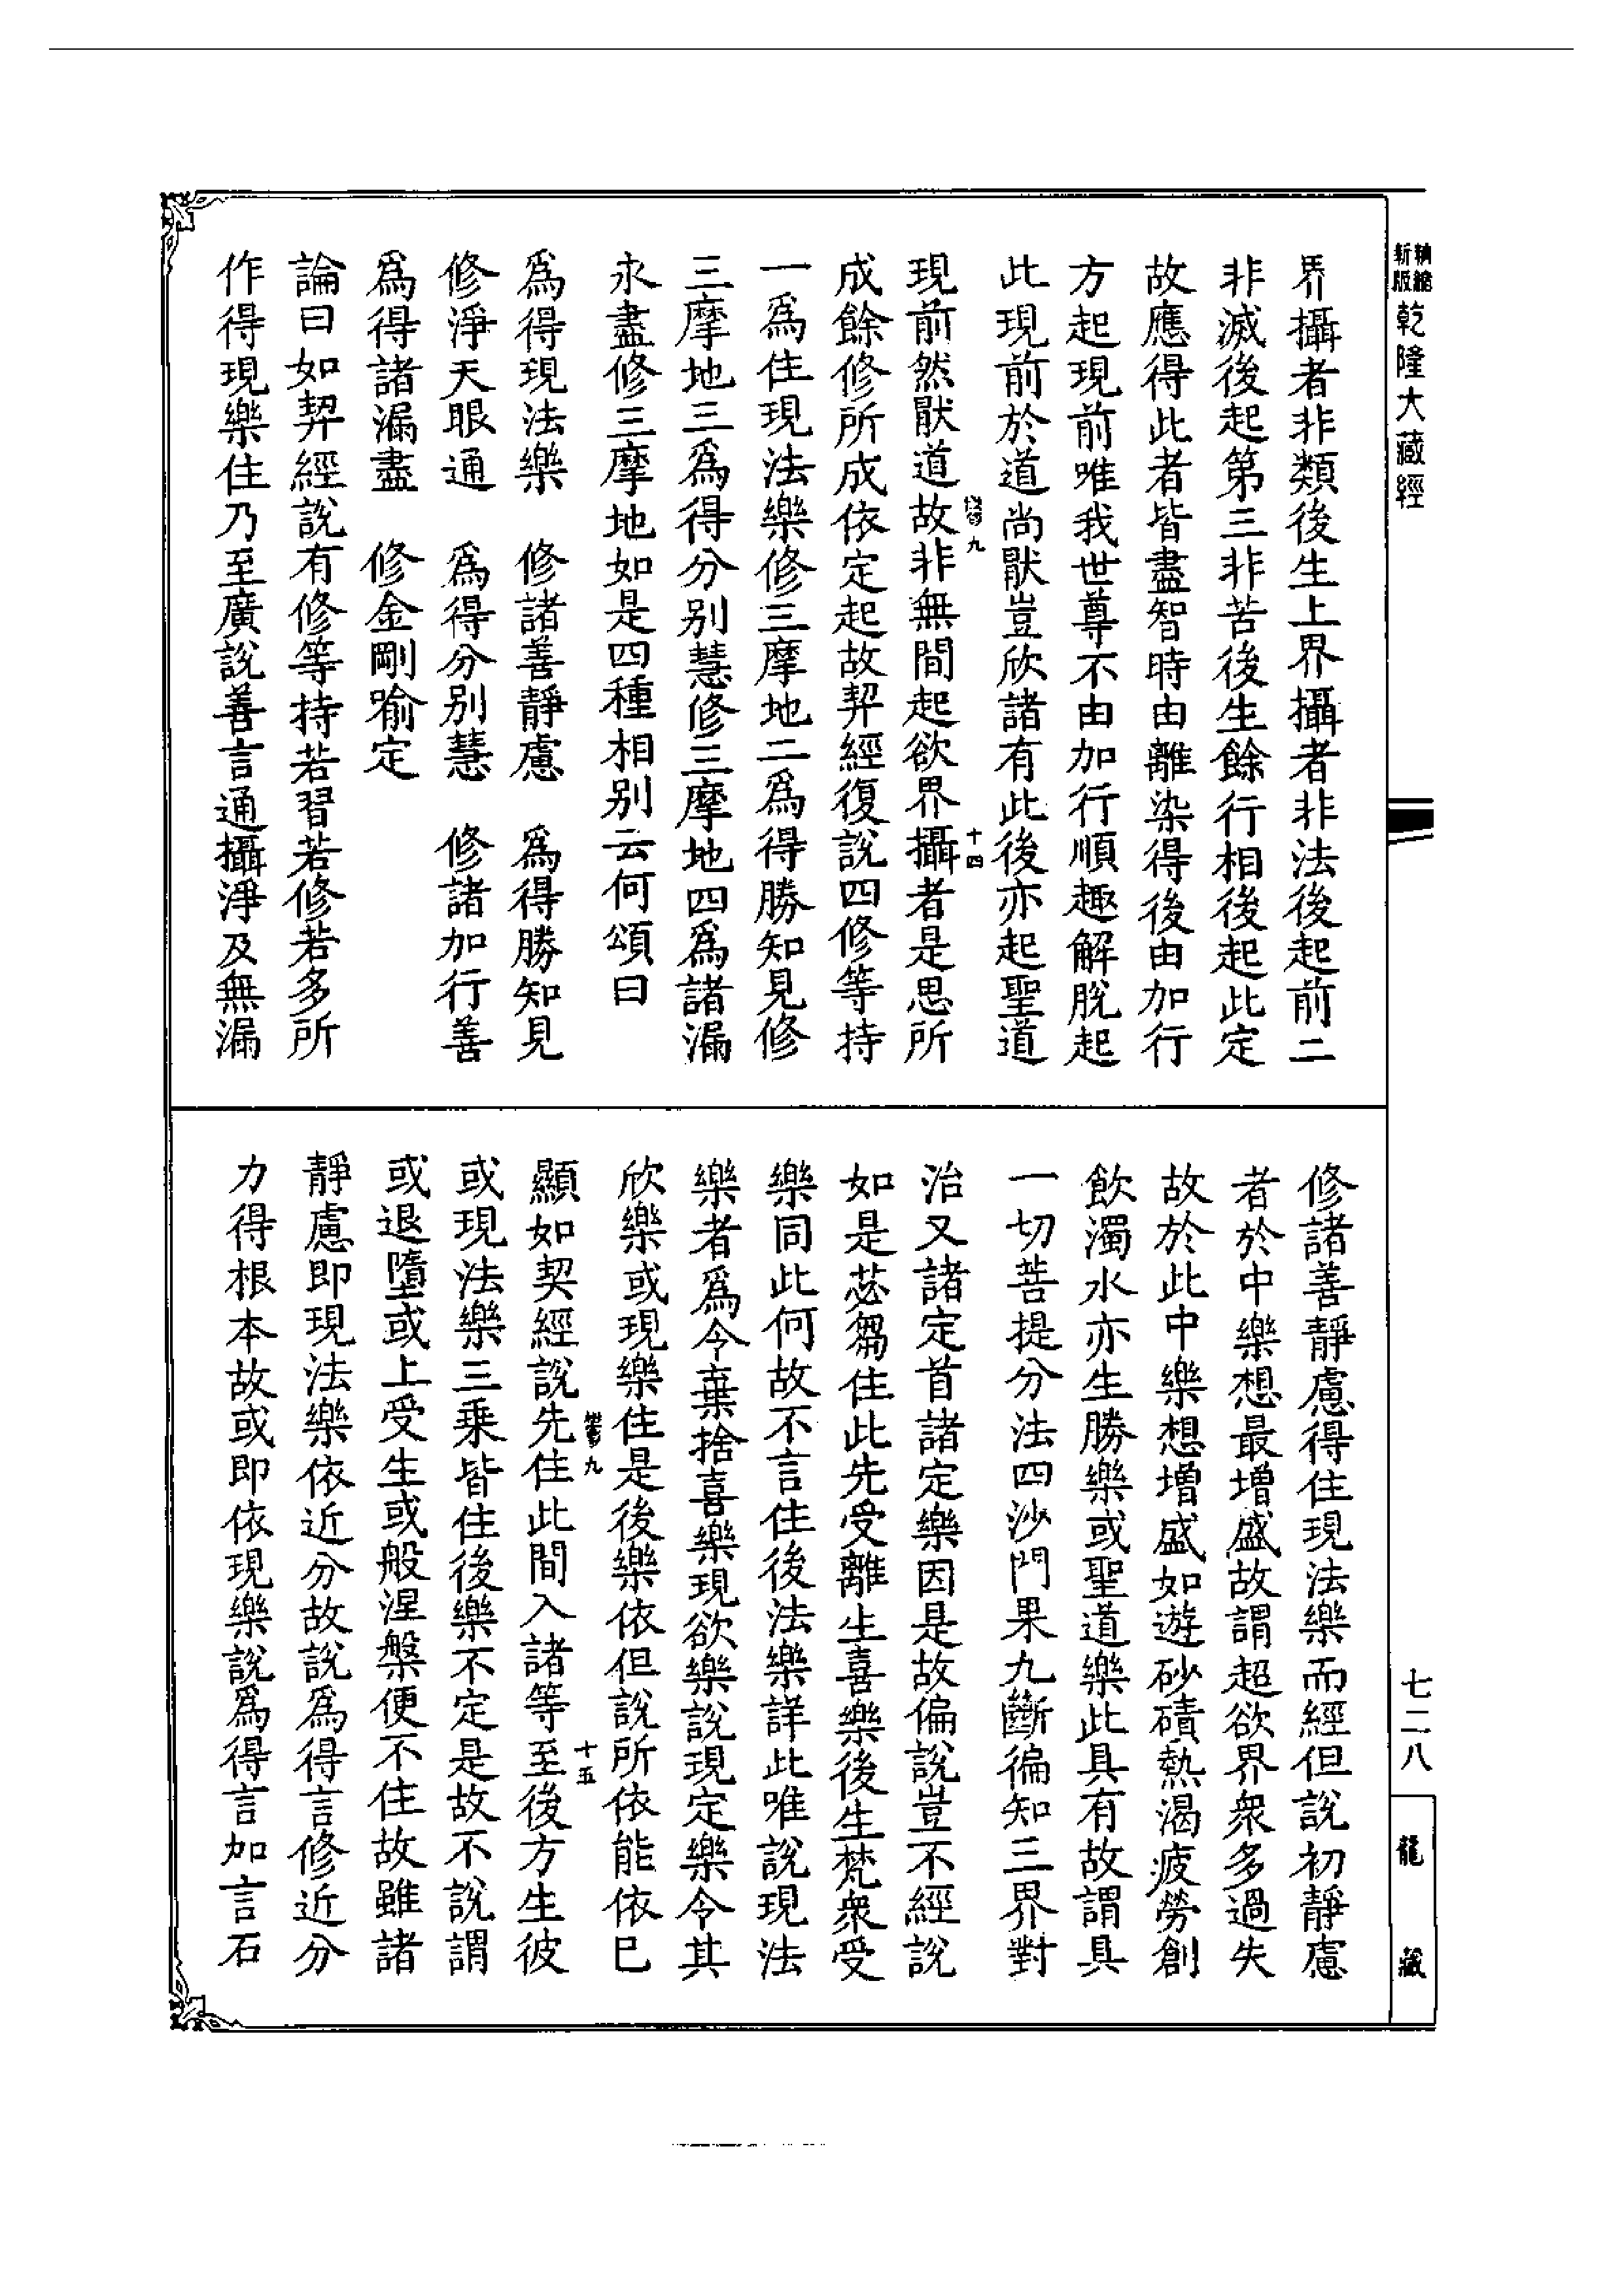 新版
精縮
乾隆大藏經
界攝者非類後生上界攝者非法後起前二
非滅後起第三非苦後生餘行相後起此定
故應得此者皆盡智時由離染得後由加行
方起現前唯我世尊不由加行順趣解脫起
此現前於道尚猒豈欣諸有此後亦起聖道
現前然猒道故非無間起欲界攝者是思所
九
十四
成餘修所成依定起故契經復說四修等持
一爲住現法樂修三摩地二爲得勝知見修
三摩地三爲得分别慧修三摩地四爲諸漏
永盡修三摩地如是四種相别云何頌曰
爲得現法樂　修諸善靜慮　爲得勝知見
修淨天眼通　爲得分别慧　修諸加行善
爲得諸漏盡　修金剛喻定
論曰如契經說有修等持若習若修若多所
作得現樂住乃至廣說善言通攝淨及無漏
修諸善靜慮得住現法樂而經但說初靜慮
者於中樂想最增盛故謂超欲界衆多過失
故於此中樂想增盛如遊砂磧熱渴疲勞創
飲濁水亦生勝樂或聖道樂此具有故謂具
一切菩提分法四沙門果九斷徧知三界對
治又諸定首諸定樂因是故偏說豈不經說
如是苾芻住此先受離生喜樂後生梵衆受
樂同此何故不言住後法樂詳此唯說現法
樂者爲令棄捨喜樂現欲樂說現定樂令其
欣樂或現樂住是後樂依但說所依能依已
顯如契經說先住此間入諸等至後方生彼
九
十五
或現法樂三乘皆住後樂不定是故不說謂
或退墮或上受生或般涅槃便不住故雖諸
靜慮即現法樂依近分故說爲得言修近分
力得根本故或即依現樂說爲得言如言石
七二八
龍藏